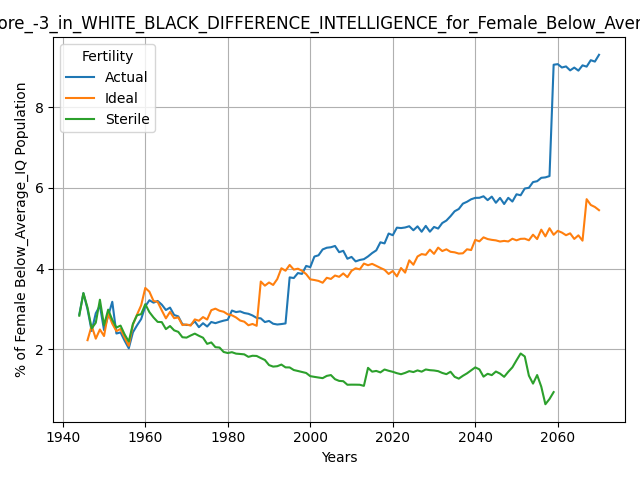 ore_-3_in_WHITE_BLACK_DIFFERENCE_INTELLIGENCE_for_Female_Below_Aver
Fertility
Actual
Ideal
Sterile
% of Female Below_Average_IQ Population
8
6
4
2
1940 1960 1980 2000 2020 2040 2060
Years